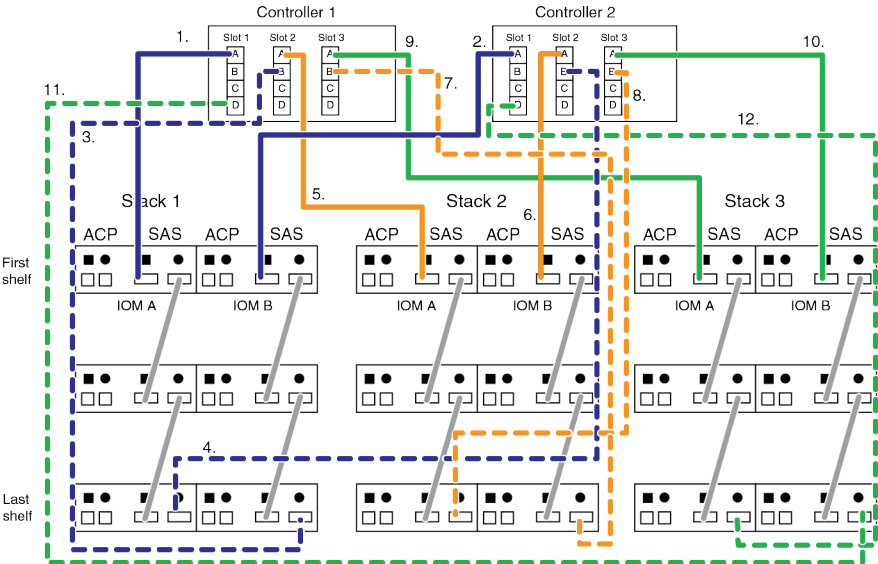 Controller 1 Controller 2
Slot 1 Slot 2 Slot 3 Slot 1 Slot 2 Slot 3
1. 9. 2. 10.
A A A A A A
B B B B B B
7. 8.
C C C C C C
11. D D D D D D
3. 12.
Stack 1 5. Stack 2 Stack 3
6.
ACP SAS ACP SAS ACP SAS ACP SAS ACP SAS ACP SAS
First
shelf
IOM A IOM B IOM A IOM B IOM A IOM B
4.
Last
shelf